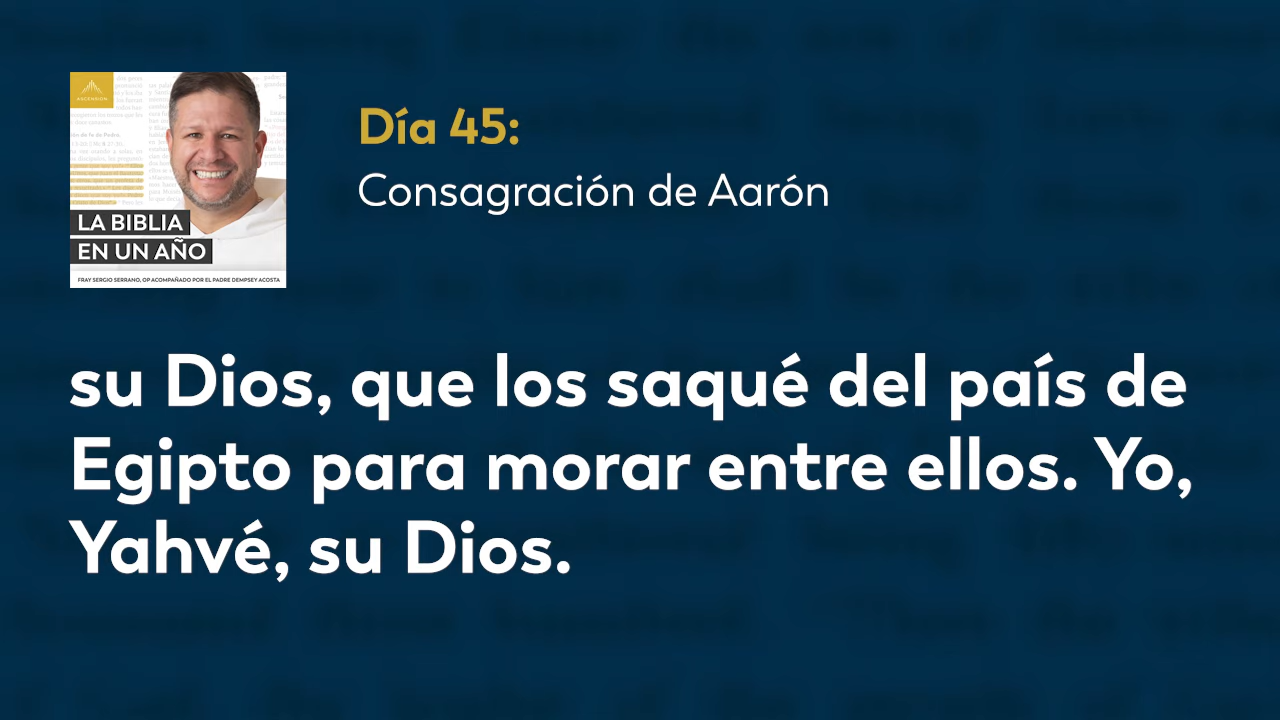 ASCENSION
LA BIBLIA
EN UN AÑO
FRAY SERGIO SERRANO, OP ACOMPAÑADO POR EL PADRE DEMPSEY ACOSTA
Día 45:
Consagración de Aarón
su Dios, que los saqué del país de
Egipto para morar entre ellos. Yo,
Yahvé, su Dios.